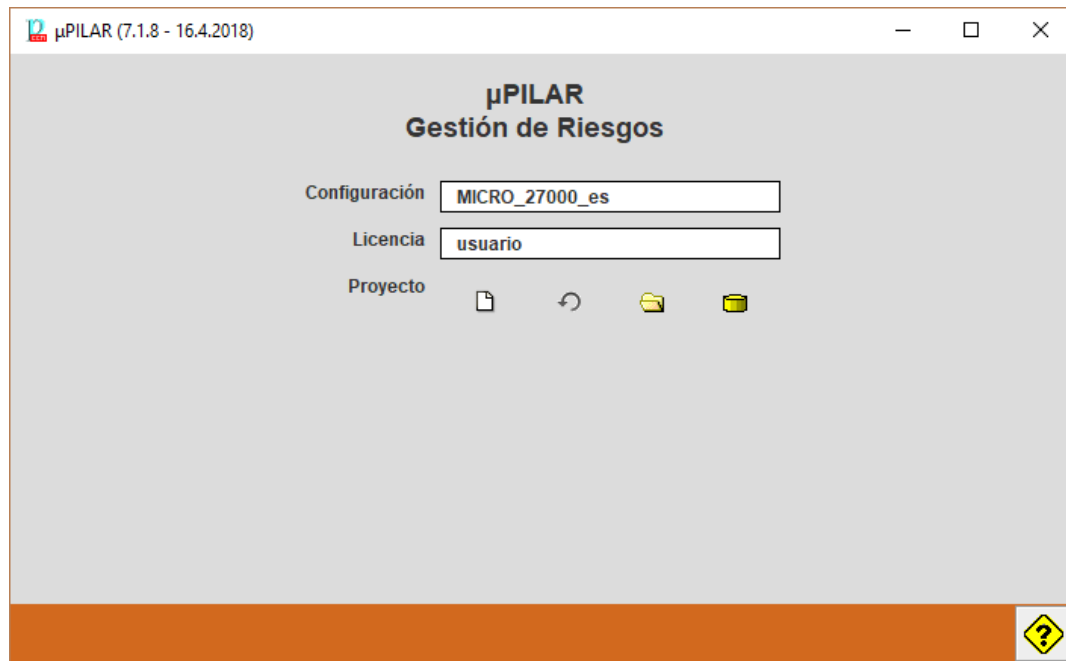 µPILAR (7.1.8 - 16.4.2018)
µPILAR
Gestión de Riesgos
Configuración MICRO_27000_es
Licencia usuario
Proyecto
?